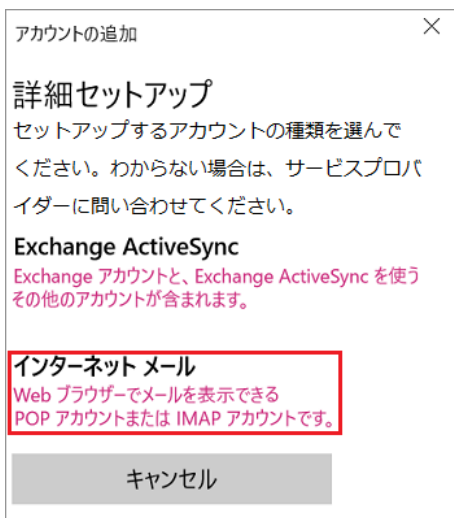 アカウントの追加
詳細セットアップ
セットアップするアカウントの種類を選んで
ください。わからない場合は、サービスプロバ
イダーに問い合わせてください。
Exchange ActiveSync
Exchange アカウントと、Exchange ActiveSync を使う
その他のアカウントが含まれます。
インターネット メール
Web ブラウザーでメールを表示できる
POP アカウントまたは IMAP アカウントです。
キャンセル